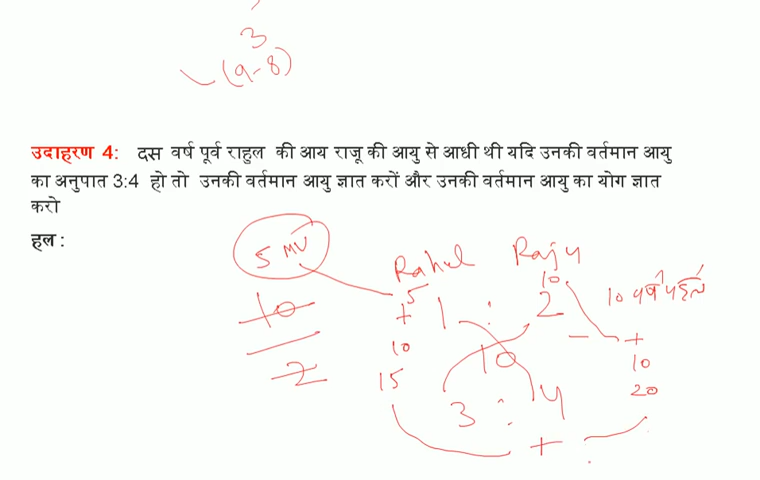 3
(9-8)
उदाहरण 4: दस वर्ष पूर्व राहुल की आय राजू की आयु से आधी थी यदि उनकी वर्तमान आयु
का अनुपात 3:4 हो तो उनकी वर्तमान आयु ज्ञात करों और उनकी वर्तमान आयु का योग ज्ञात
करो
हल :
5 MV
Rahul Raju
5 10
10 + 1 : 2 10 वर्ष पहले
10 10 - +
2 15 10
3 : 4 20
+